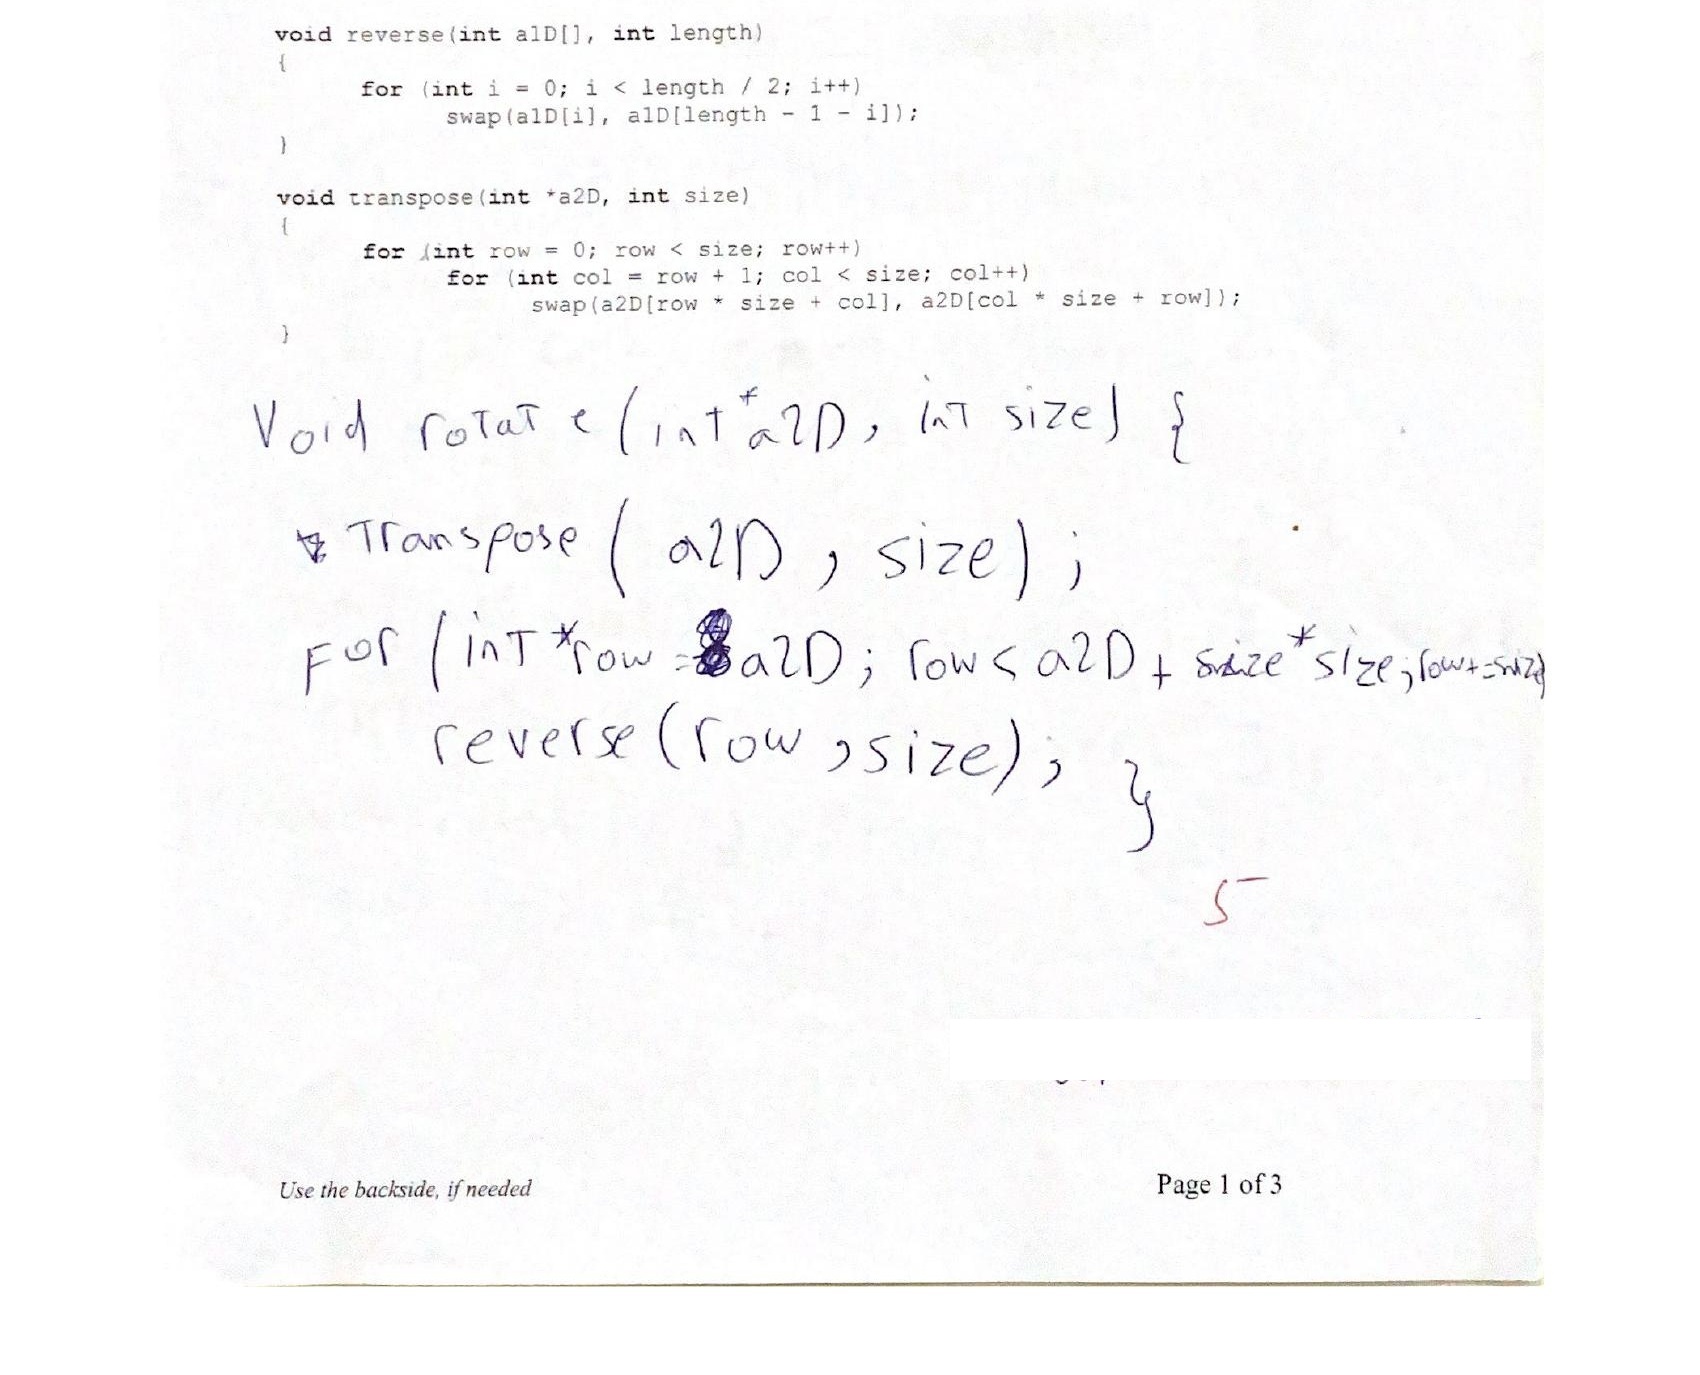 void reverse(int a1D[], int length)
{
for (int i = 0; i < length / 2; i++)
swap(a1D[i], a1D[length - 1 - i]);
}
void transpose(int *a2D, int size)
{
for (int row = 0; row < size; row++)
for (int col = row + 1; col < size; col++)
swap(a2D[row * size + col], a2D[col * size + row]);
}
Void rotate (int *a2D, int size) {
Transpose ( a2D , size) ;
For (int *row = a2D ; row < a2D + size * size ; row += size)
reverse (row , size) ; }
5
Use the backside, if needed
Page 1 of 3